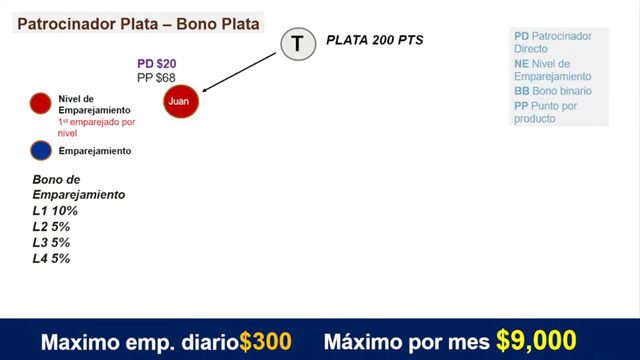 Patrocinador Plata – Bono Plata
T
PLATA 200 PTS
PD Patrocinador
Directo
NE Nivel de
Emparejamiento
BB Bono binario
PP Punto por
producto
PD $20
PP $68
Juan
Nivel de
Emparejamiento
1st emparejado por
nivel
Emparejamiento
Bono de
Emparejamiento
L1 10%
L2 5%
L3 5%
L4 5%
Maximo emp. diario$300
Máximo por mes $9,000